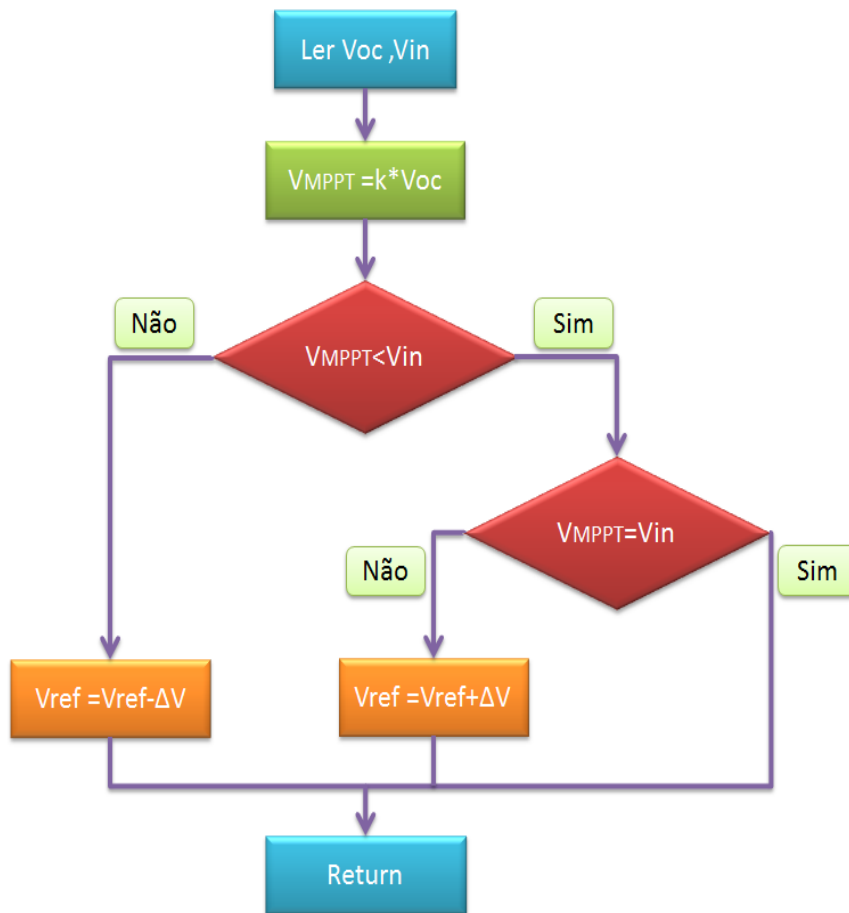 Ler Voc ,Vin
VMPPT =k*Voc
Não
Sim
VMPPT<Vin
VMPPT=Vin
Não
Sim
Vref =Vref-ΔV
Vref =Vref+ΔV
Return